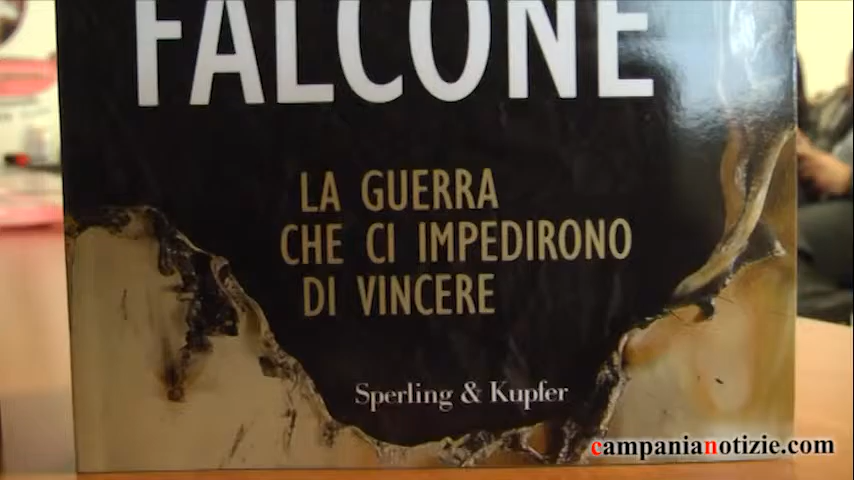 FALCONE
LA GUERRA
CHE CI IMPEDIRONO
DI VINCERE
Sperling & Kupfer
campanianotizie.com